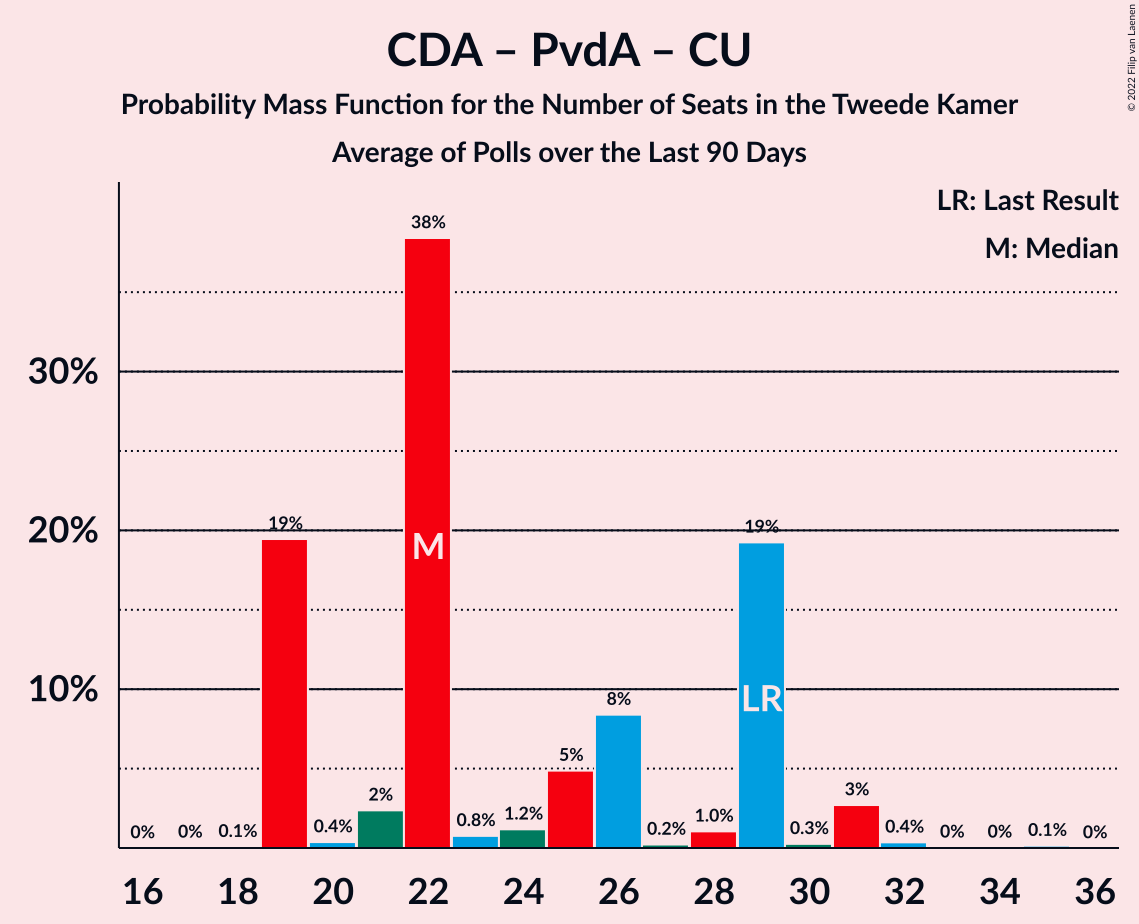 CDA – PvdA – CU
Probability Mass Function for the Number of Seats in the Tweede Kamer
Average of Polls over the Last 90 Days
© 2022 Filip van Laenen
LR: Last Result
M: Median
30%
20%
10%
0%
0%
0.1%
19%
0.4%
2%
38%
0.8%
1.2%
5%
8%
0.2%
1.0%
19%
0.3%
3%
0.4%
0%
0%
0.1%
0%
M
LR
16 18 20 22 24 26 28 30 32 34 36